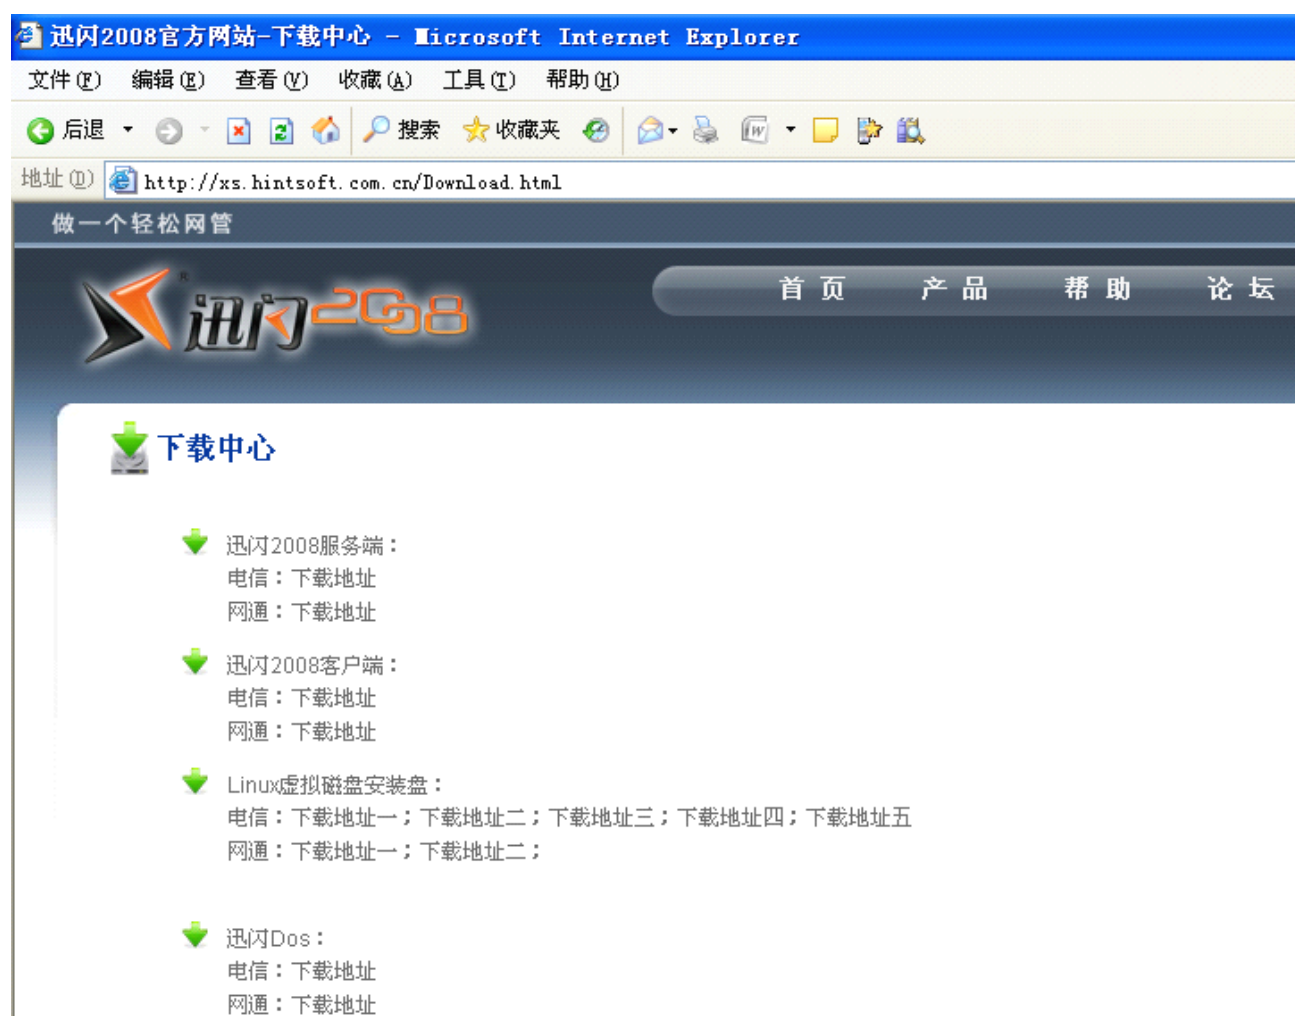 迅闪2008官方网站-下载中心 - Microsoft Internet Explorer
文件(F) 编辑(E) 查看(V) 收藏(A) 工具(T) 帮助(H)
后退 搜索 收藏夹
地址(D) http://xs.hintsoft.com.cn/Download.html
做一个轻松网管
迅闪2008®
首页 产品 帮助 论坛
下载中心
迅闪2008服务端：
电信：下载地址
网通：下载地址
迅闪2008客户端：
电信：下载地址
网通：下载地址
Linux虚拟磁盘安装盘：
电信：下载地址一；下载地址二；下载地址三；下载地址四；下载地址五
网通：下载地址一；下载地址二；
迅闪Dos：
电信：下载地址
网通：下载地址